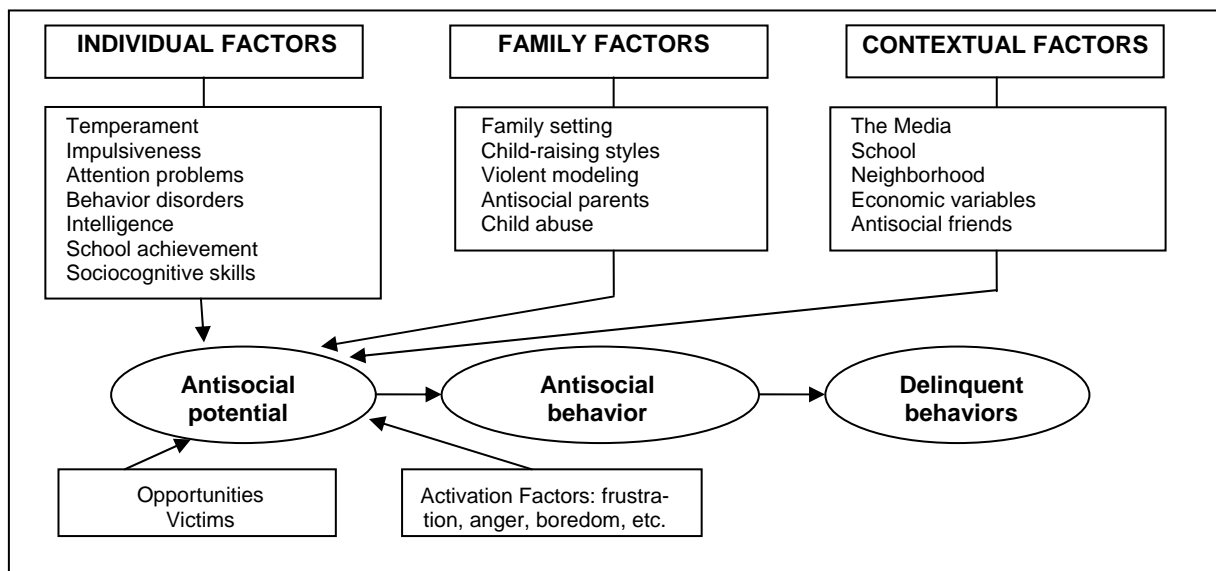 INDIVIDUAL FACTORS
Temperament
Impulsiveness
Attention problems
Behavior disorders
Intelligence
School achievement
Sociocognitive skills
FAMILY FACTORS
Family setting
Child-raising styles
Violent modeling
Antisocial parents
Child abuse
CONTEXTUAL FACTORS
The Media
School
Neighborhood
Economic variables
Antisocial friends
Antisocial
potential
Antisocial
behavior
Delinquent
behaviors
Opportunities
Victims
Activation Factors: frustra-
tion, anger, boredom, etc.